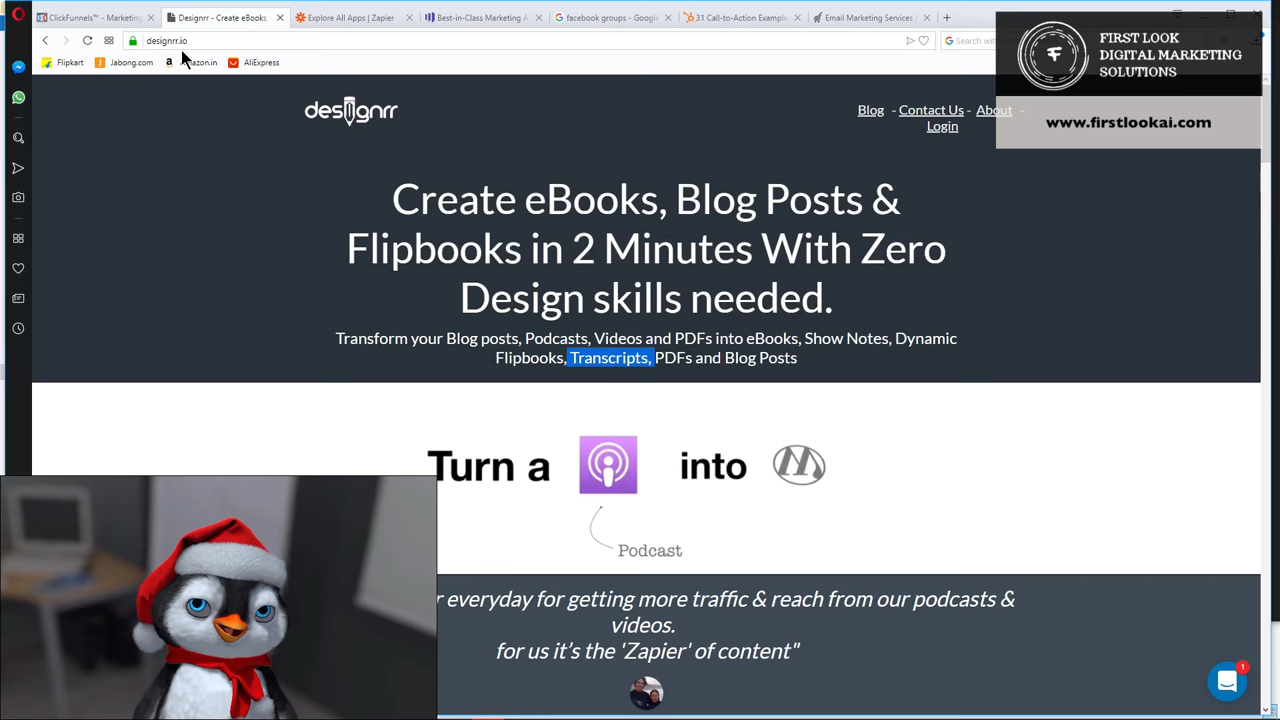 ClickFunnels™ - Marketing
Designrr - Create eBooks
Explore All Apps | Zapier
Best-in-Class Marketing A
facebook groups - Google
31 Call-to-Action Example
Email Marketing Services |
designrr.io
Search with
Flipkart
Jabong.com
Amazon.in
AliExpress
FIRST LOOK
DIGITAL MARKETING
SOLUTIONS
www.firstlookai.com
designrr
Blog - Contact Us - About -
Login
Create eBooks, Blog Posts &
Flipbooks in 2 Minutes With Zero
Design skills needed.
Transform your Blog posts, Podcasts, Videos and PDFs into eBooks, Show Notes, Dynamic
Flipbooks, Transcripts, PDFs and Blog Posts
Turn a into
Podcast
r everyday for getting more traffic & reach from our podcasts &
videos.
for us it's the 'Zapier' of content"
1